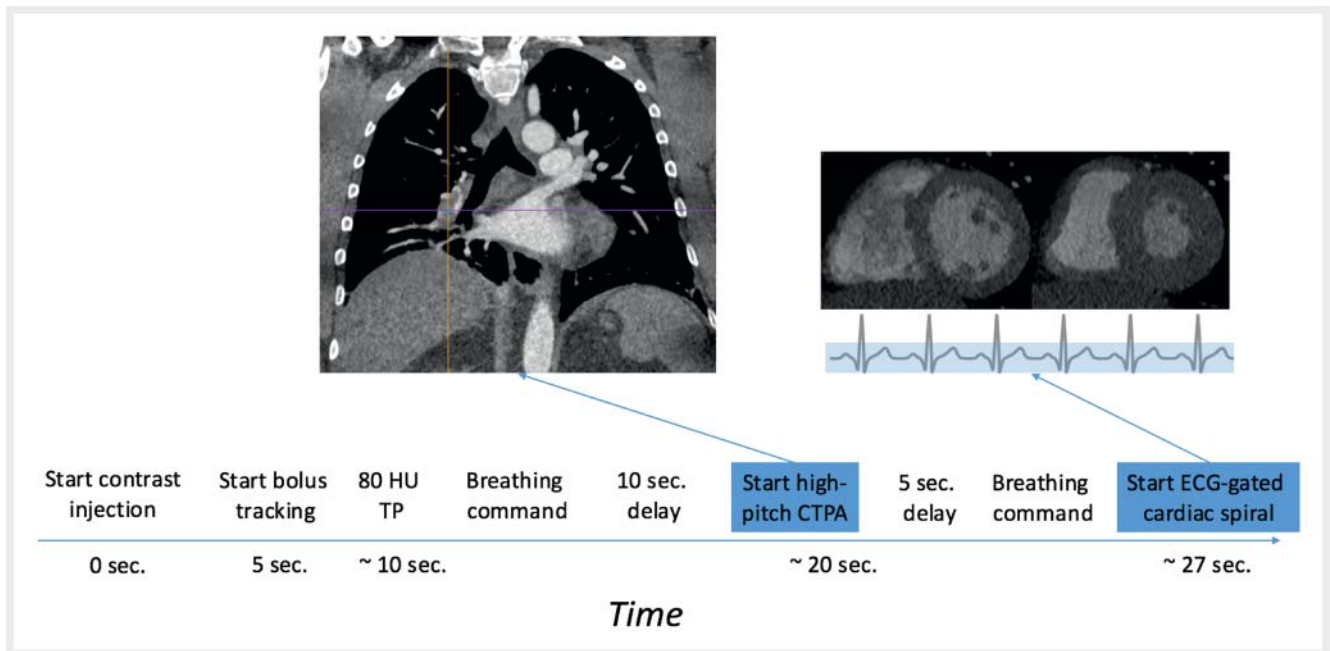 Start contrast
injection
Start bolus
tracking
80 HU
TP
Breathing
command
10 sec.
delay
Start high-
pitch CTPA
5 sec.
delay
Breathing
command
Start ECG-gated
cardiac spiral
0 sec.
5 sec.
~ 10 sec.
~ 20 sec.
~ 27 sec.
Time